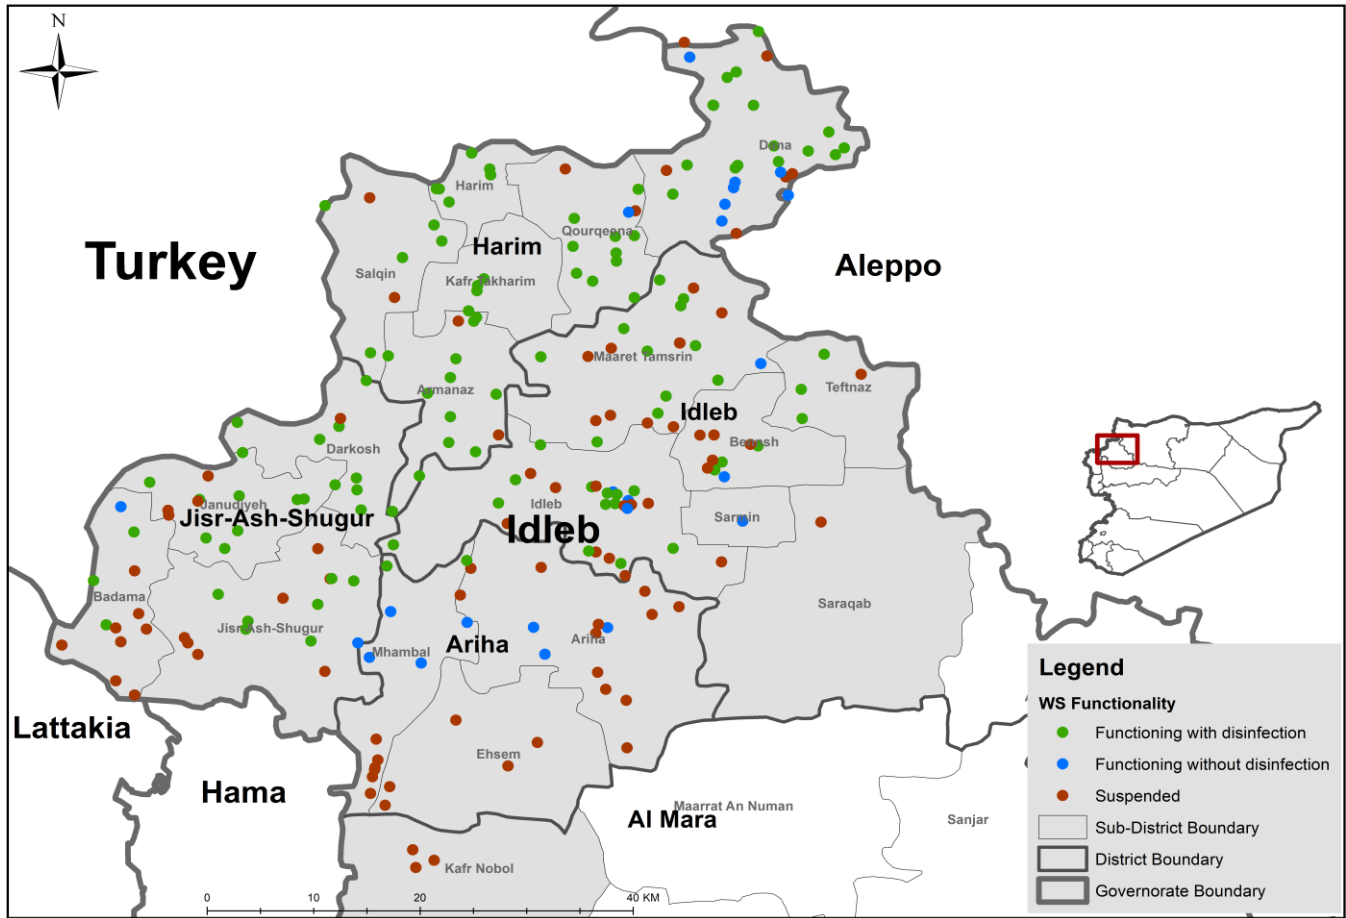 N
Dana
Harim
Turkey
Harim
Qourqeena
Aleppo
Salqin
Kafr Takharim
Maaret Tamsrin
Teftnaz
Armanaz
Idleb
Bennsh
Darkosh
Janudiyeh
Jisr-Ash-Shugur
Idleb
Sarmin
Idleb
Badama
Saraqab
Jisr-Ash-Shugur
Ariha
Ariha
Mhambal
Lattakia
Ehsem
Hama
Maarrat An Numan
Al Mara
Sanjar
Kafr Nobol
0 10 20 40 KM
Legend
WS Functionality
Functioning with disinfection
Functioning without disinfection
Suspended
Sub-District Boundary
District Boundary
Governorate Boundary